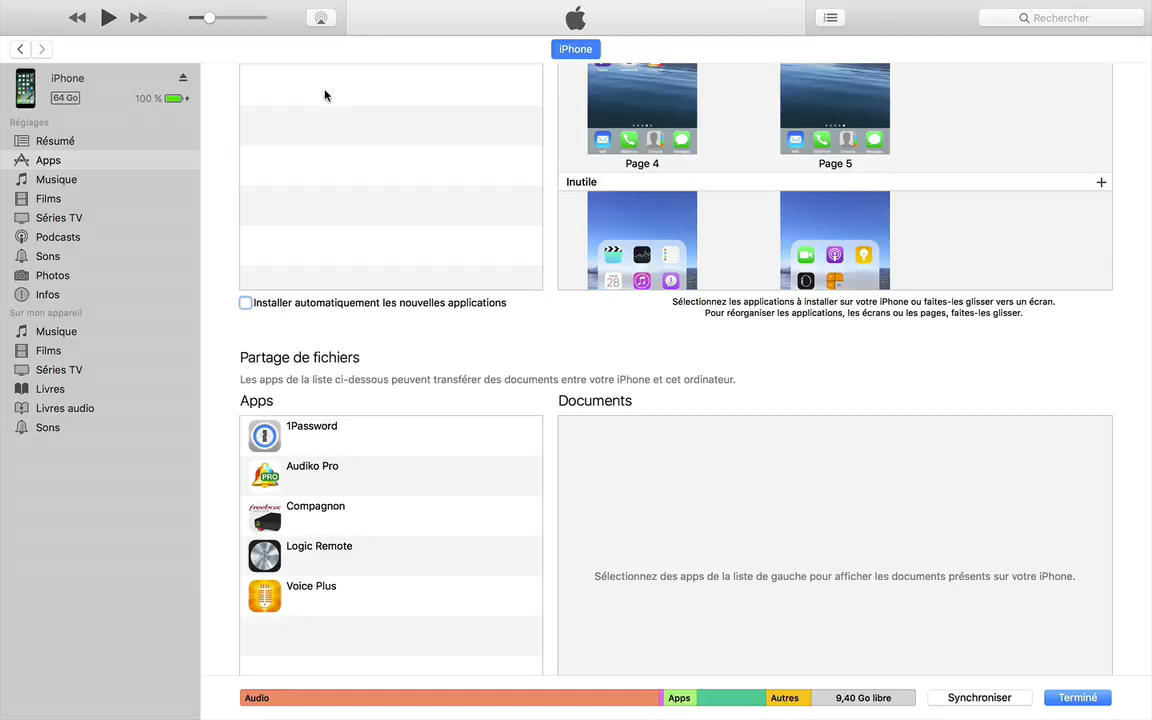 Rechercher
iPhone
iPhone
64 Go
100 %
Réglages
Résumé
Apps
Musique
Films
Séries TV
Podcasts
Sons
Photos
Infos
Sur mon appareil
Musique
Films
Séries TV
Livres
Livres audio
Sons
Page 4
Page 5
Inutile
28
Installer automatiquement les nouvelles applications
Sélectionnez les applications à installer sur votre iPhone ou faites-les glisser vers un écran.
Pour réorganiser les applications, les écrans ou les pages, faites-les glisser.
Partage de fichiers
Les apps de la liste ci-dessous peuvent transférer des documents entre votre iPhone et cet ordinateur.
Apps
Documents
1Password
PRO
Audiko Pro
freebox
Compagnon
Logic Remote
Voice Plus
Sélectionnez des apps de la liste de gauche pour afficher les documents présents sur votre iPhone.
Audio
Apps
Autres
9,40 Go libre
Synchroniser
Terminé